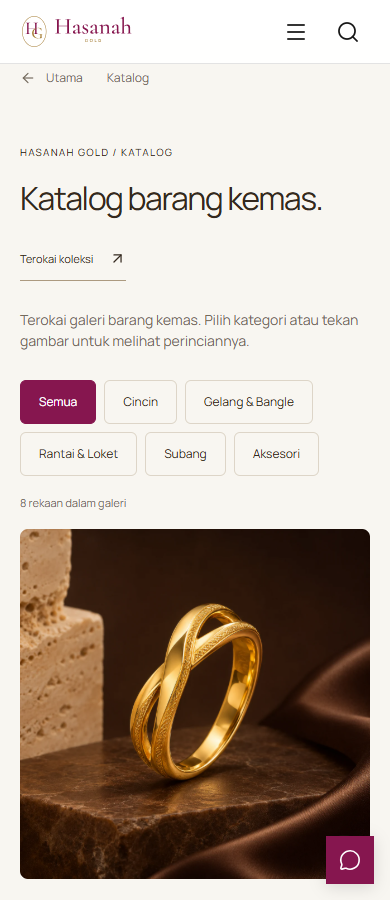 HG
Hasanah
GOLD
Utama
Katalog
HASANAH GOLD / KATALOG
Katalog barang kemas.
Terokai koleksi
Terokai galeri barang kemas. Pilih kategori atau tekan
gambar untuk melihat perinciannya.
Semua
Cincin
Gelang & Bangle
Rantai & Loket
Subang
Aksesori
8 rekaan dalam galeri